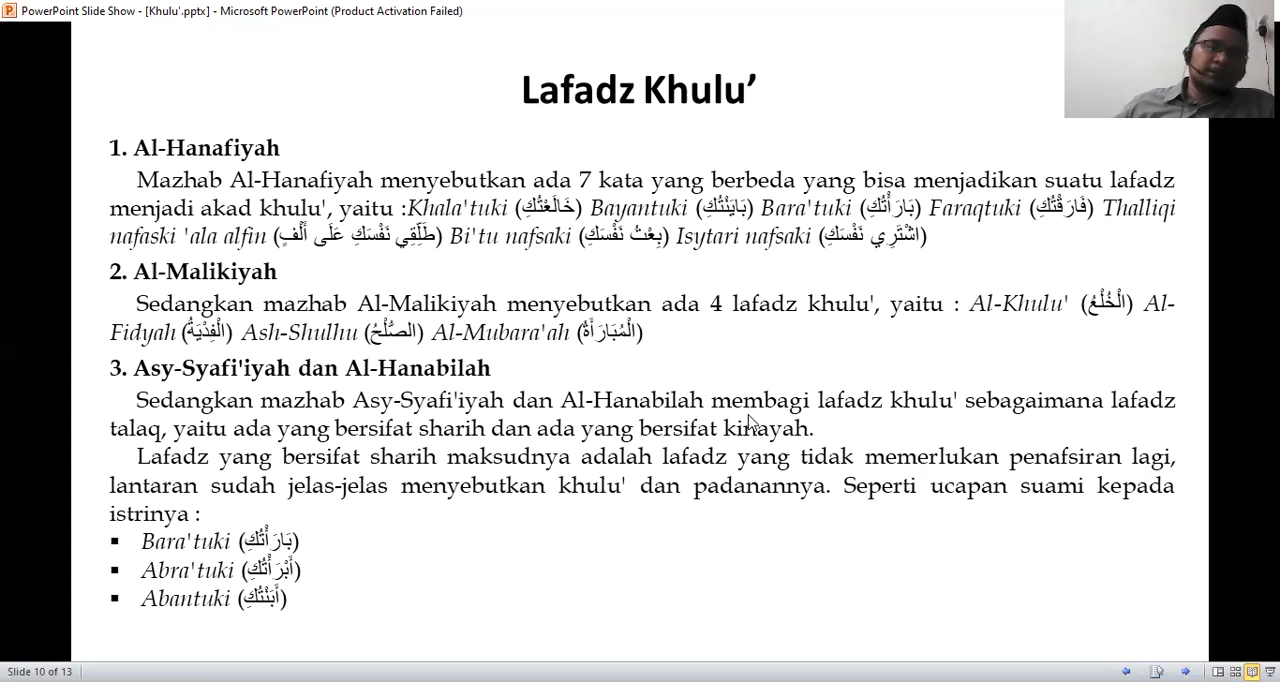 PowerPoint Slide Show - [Khulu'.pptx] - Microsoft PowerPoint (Product Activation Failed)
Lafadz Khulu’
1. Al-Hanafiyah
Mazhab Al-Hanafiyah menyebutkan ada 7 kata yang berbeda yang bisa menjadikan suatu lafadz
menjadi akad khulu', yaitu :Khala'tuki (خَالَعْتُكِ) Bayantuki (بَايَنْتُكِ) Bara'tuki (بَارَأْتُكِ) Faraqtuki (فَارَقْتُكِ) Thalliqi
nafaski 'ala alfin (طَلِّقِي نَفْسَكِ عَلَى أَلْفٍ) Bi'tu nafsaki (بِعْتُ نَفْسَكِ) Isytari nafsaki (اشْتَرِي نَفْسَكِ)
2. Al-Malikiyah
Sedangkan mazhab Al-Malikiyah menyebutkan ada 4 lafadz khulu', yaitu : Al-Khulu' (الْخُلْعُ) Al-
Fidyah (الْفِدْيَةُ) Ash-Shulhu (الصُّلْحُ) Al-Mubara'ah (الْمُبَارَأَةُ)
3. Asy-Syafi'iyah dan Al-Hanabilah
Sedangkan mazhab Asy-Syafi'iyah dan Al-Hanabilah membagi lafadz khulu' sebagaimana lafadz
talaq, yaitu ada yang bersifat sharih dan ada yang bersifat kinayah.
Lafadz yang bersifat sharih maksudnya adalah lafadz yang tidak memerlukan penafsiran lagi,
lantaran sudah jelas-jelas menyebutkan khulu' dan padanannya. Seperti ucapan suami kepada
istrinya :
▪ Bara'tuki (بَارَأْتُكِ)
▪ Abra'tuki (أَبْرَأْتُكِ)
▪ Abantuki (أَبَنْتُكِ)
Slide 10 of 13